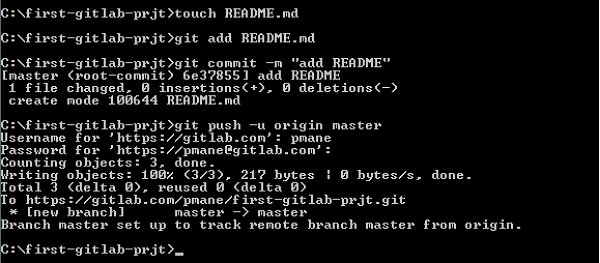 C:\first-gitlab-prjt>touch README.md
C:\first-gitlab-prjt>git add README.md
C:\first-gitlab-prjt>git commit -m "add README"
[master (root-commit) 6e37855] add README
1 file changed, 0 insertions(+), 0 deletions(-)
create mode 100644 README.md
C:\first-gitlab-prjt>git push -u origin master
Username for 'https://gitlab.com': pmane
Password for 'https://pmane@gitlab.com':
Counting objects: 3, done.
Writing objects: 100% (3/3), 217 bytes | 0 bytes/s, done.
Total 3 (delta 0), reused 0 (delta 0)
To https://gitlab.com/pmane/first-gitlab-prjt.git
* [new branch]      master -> master
Branch master set up to track remote branch master from origin.
C:\first-gitlab-prjt>_